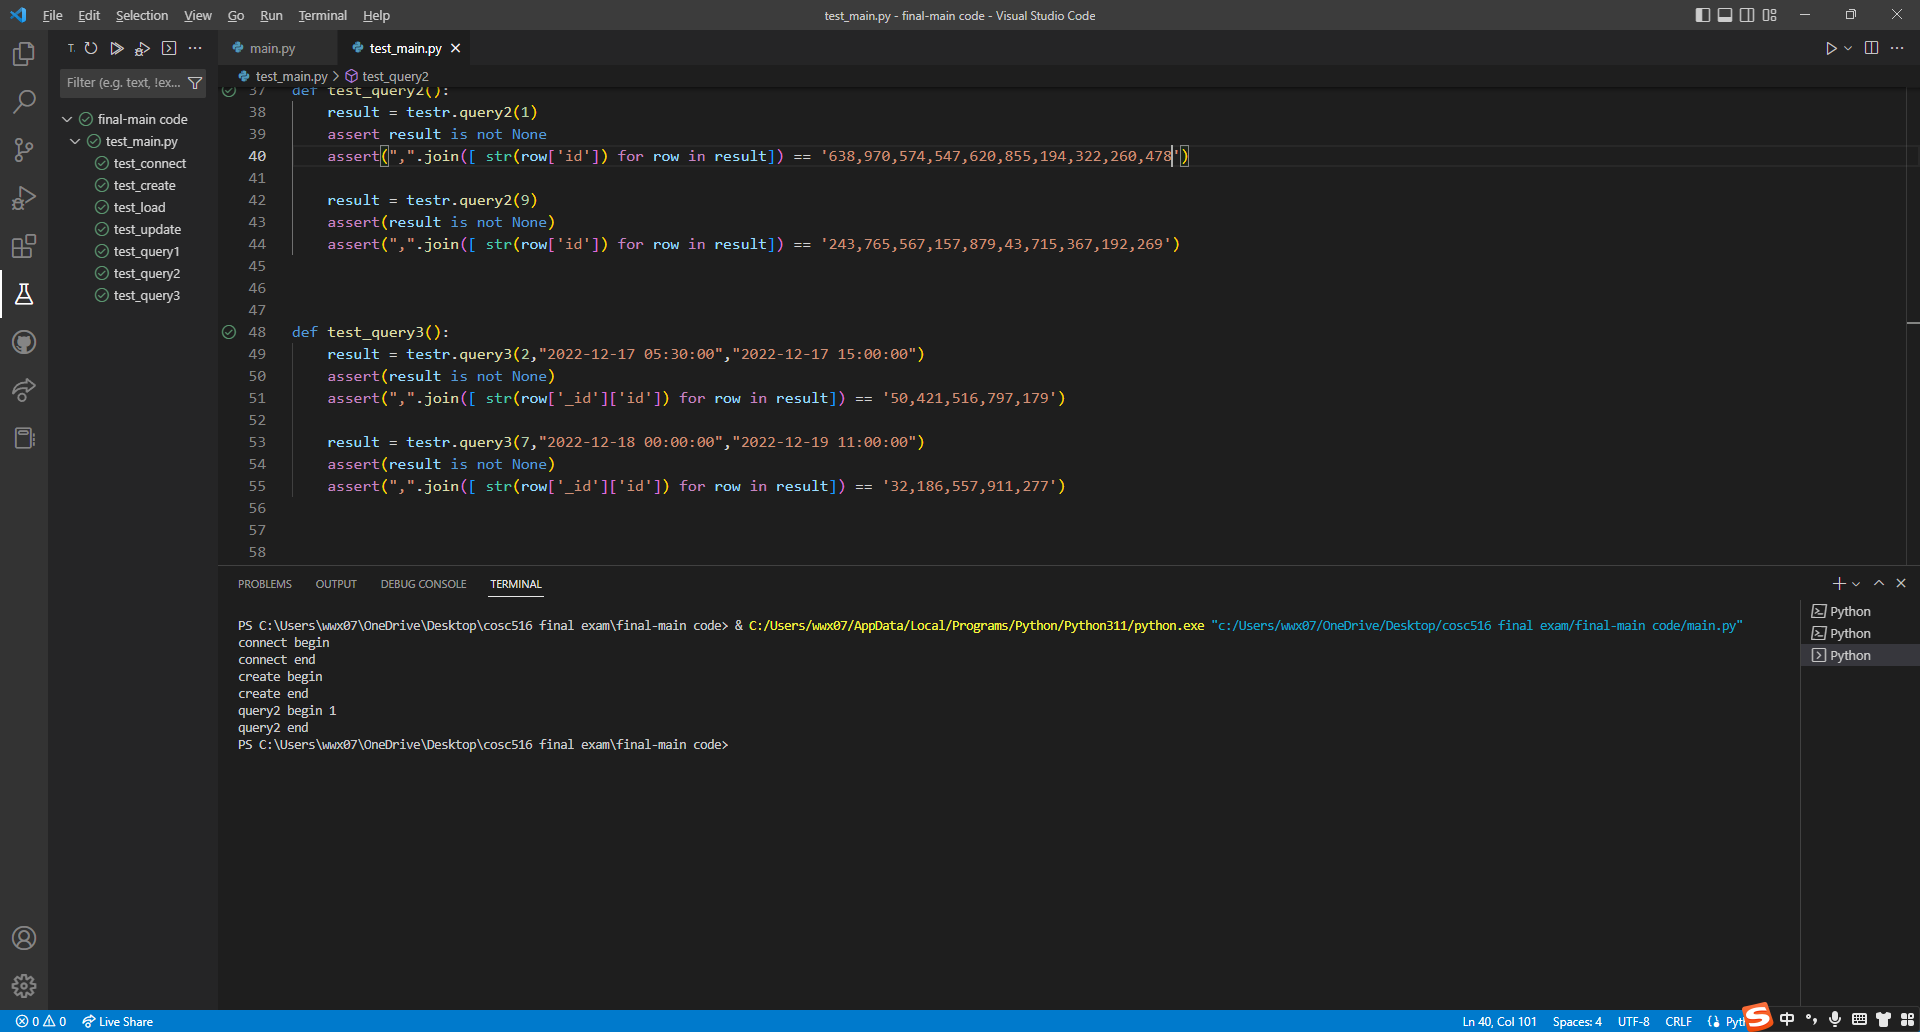 File Edit Selection View Go Run Terminal Help
test_main.py - final-main code - Visual Studio Code
T.
main.py
test_main.py
Filter (e.g. text, !ex...
test_main.py > test_query2
final-main code
test_main.py
test_connect
test_create
test_load
test_update
test_query1
test_query2
test_query3
37 def test_query2():
38 result = testr.query2(1)
39 assert result is not None
40 assert(",".join([ str(row['id']) for row in result]) == '638,970,574,547,620,855,194,322,260,478')
41
42 result = testr.query2(9)
43 assert(result is not None)
44 assert(",".join([ str(row['id']) for row in result]) == '243,765,567,157,879,43,715,367,192,269')
45
46
47
48 def test_query3():
49 result = testr.query3(2,"2022-12-17 05:30:00","2022-12-17 15:00:00")
50 assert(result is not None)
51 assert(",".join([ str(row['_id']['id']) for row in result]) == '50,421,516,797,179')
52
53 result = testr.query3(7,"2022-12-18 00:00:00","2022-12-19 11:00:00")
54 assert(result is not None)
55 assert(",".join([ str(row['_id']['id']) for row in result]) == '32,186,557,911,277')
56
57
58
PROBLEMS OUTPUT DEBUG CONSOLE TERMINAL
PS C:\Users\wwx07\OneDrive\Desktop\cosc516 final exam\final-main code> & C:/Users/wwx07/AppData/Local/Programs/Python/Python311/python.exe "c:/Users/wwx07/OneDrive/Desktop/cosc516 final exam/final-main code/main.py"
connect begin
connect end
create begin
create end
query2 begin 1
query2 end
PS C:\Users\wwx07\OneDrive\Desktop\cosc516 final exam\final-main code>
Python
Python
Python
0 0 Live Share
Ln 40, Col 101 Spaces: 4 UTF-8 CRLF Pyth
S 中